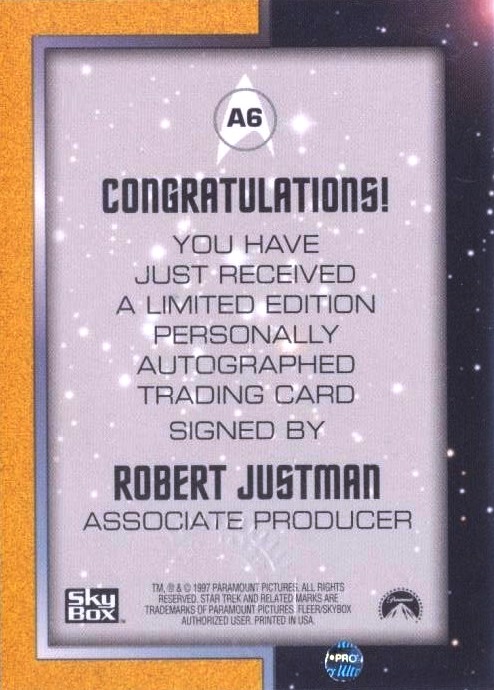 A6
CONGRATULATIONS!
YOU HAVE
JUST RECEIVED
A LIMITED EDITION
PERSONALLY
AUTOGRAPHED
TRADING CARD
SIGNED BY
ROBERT JUSTMAN
ASSOCIATE PRODUCER
Sky
Box™
TM, ® & © 1997 PARAMOUNT PICTURES. ALL RIGHTS
RESERVED. STAR TREK AND RELATED MARKS ARE
TRADEMARKS OF PARAMOUNT PICTURES. FLEER/SKYBOX
AUTHORIZED USER. PRINTED IN USA.
Paramount
PRO